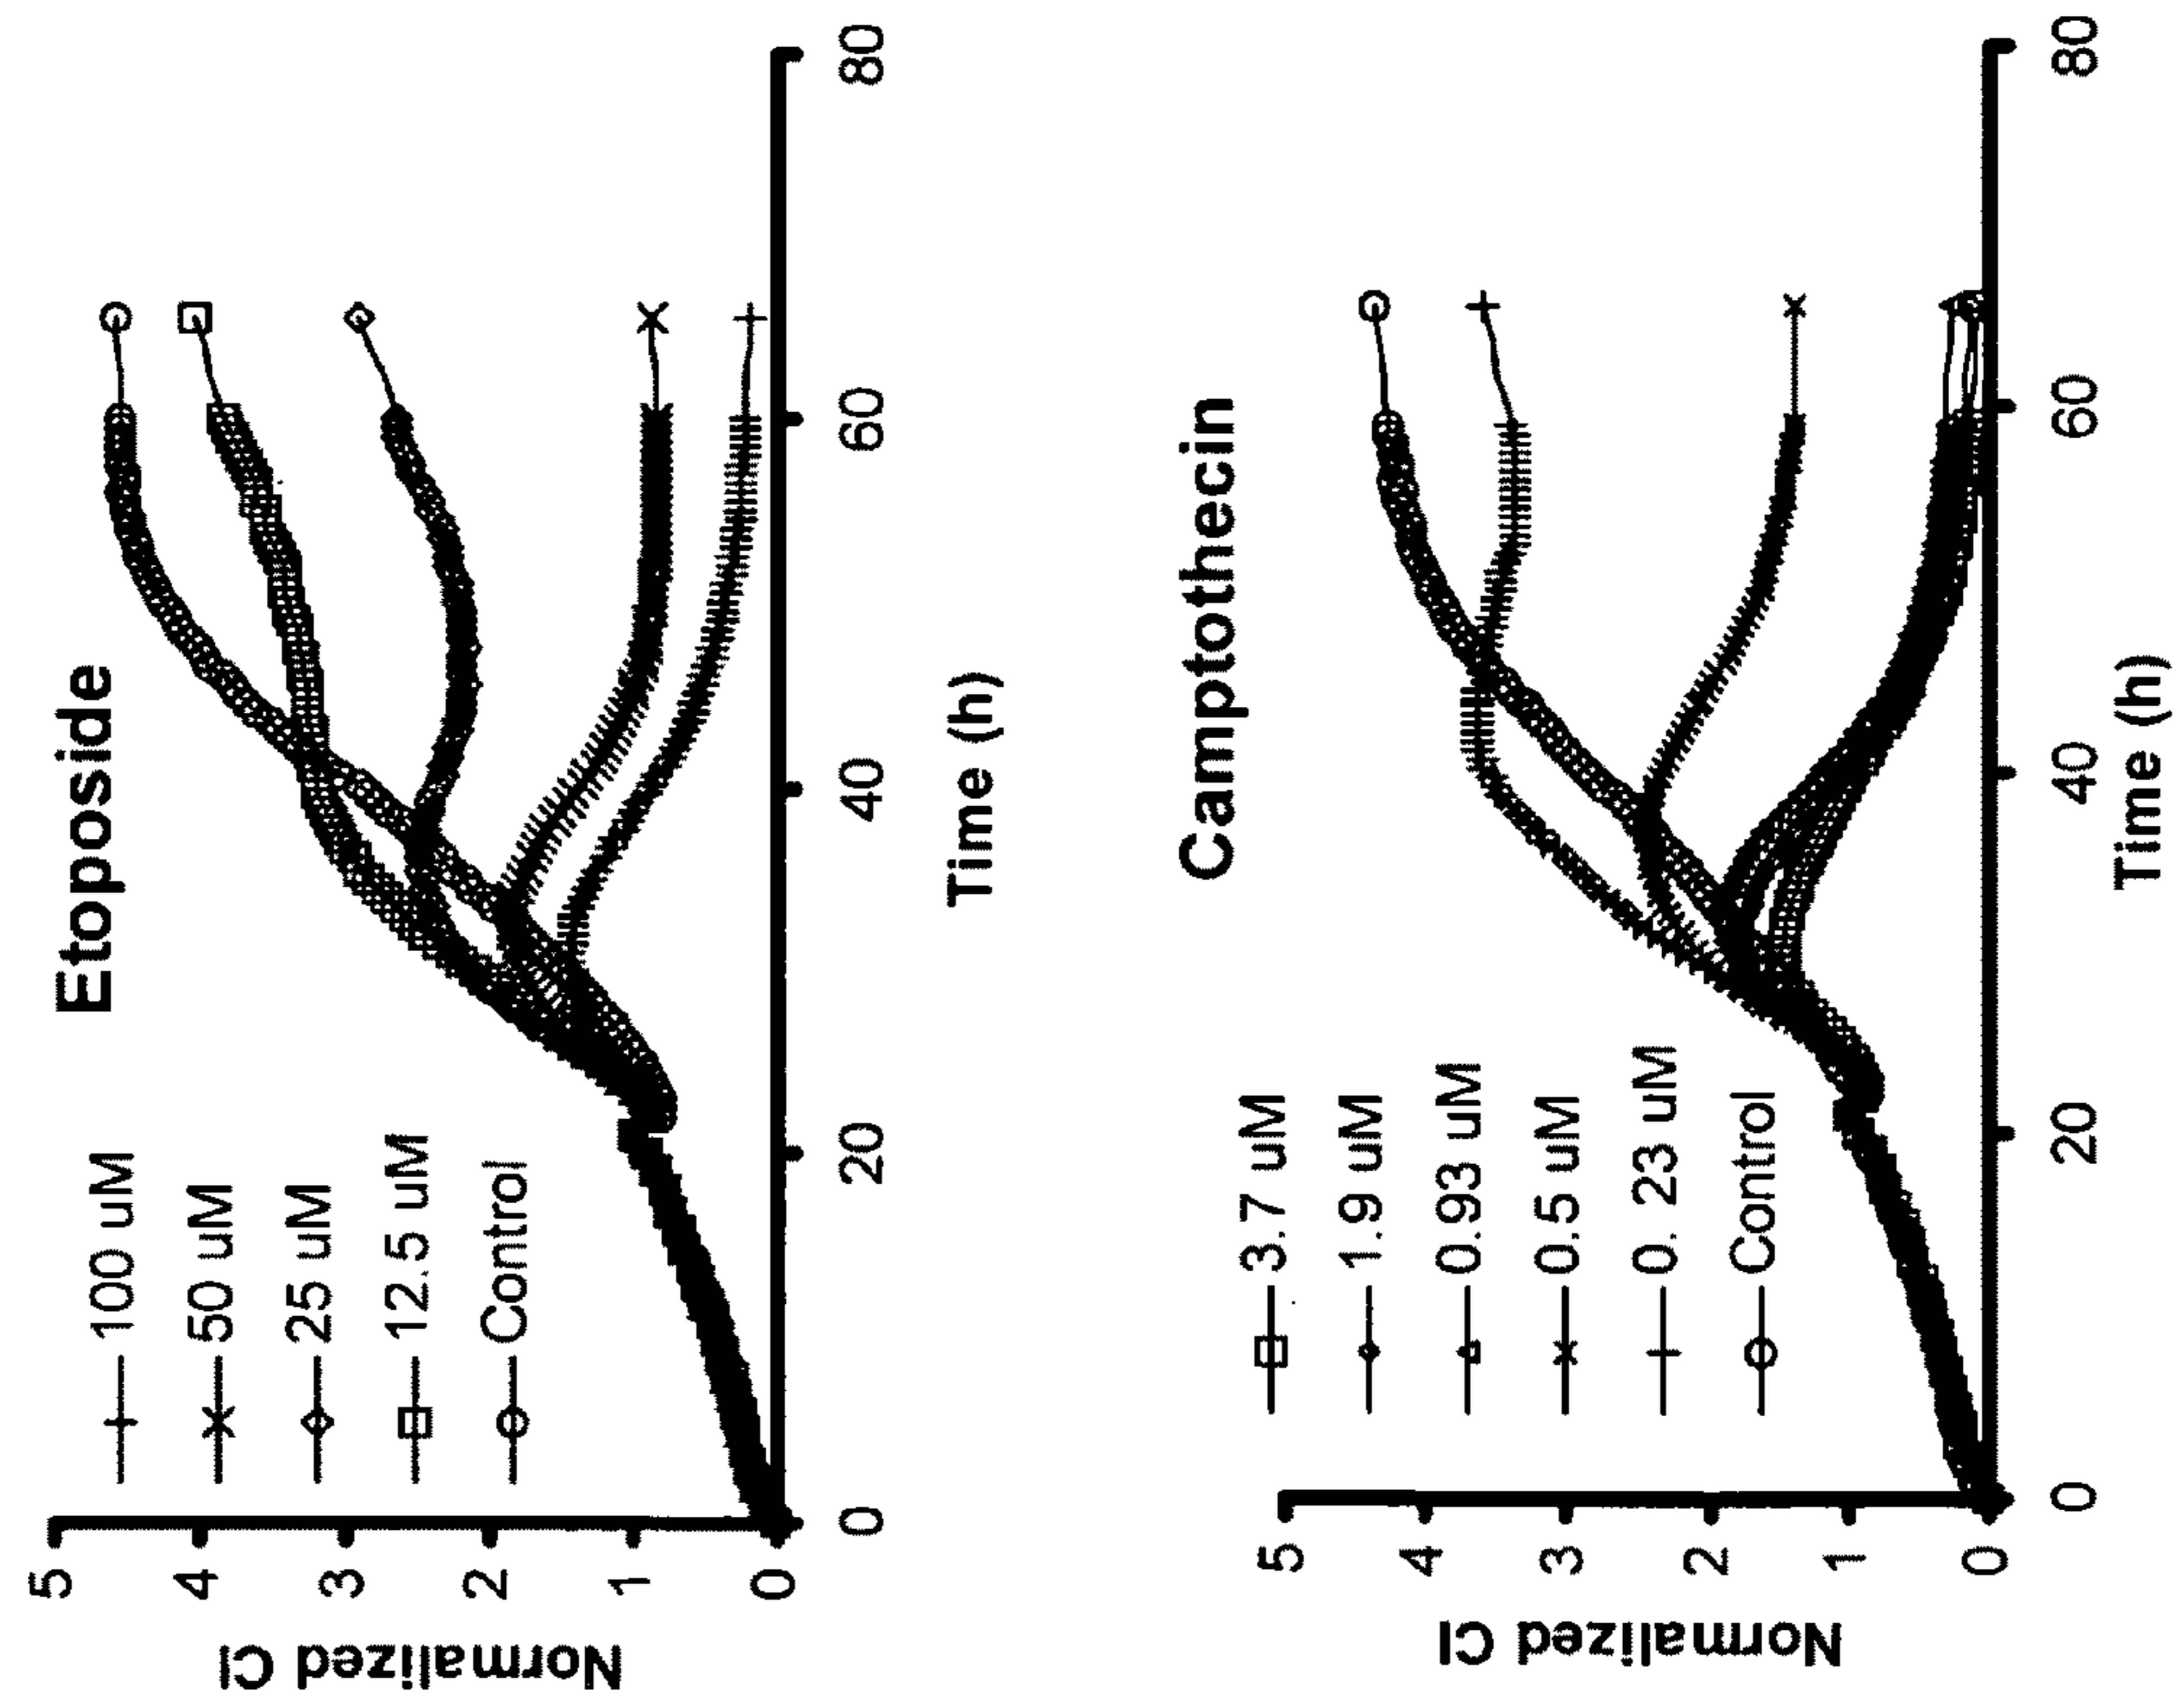 Etoposide
100 uM
50 uM
25 uM
12.5 uM
Control
Normalized CI
5
4
3
2
1
0
0
20
40
60
80
Time (h)
Camptothecin
3.7 uM
1.9 uM
0.93 uM
0.5 uM
0. 23 uM
Control
Normalized CI
5
4
3
2
1
0
0
20
40
60
80
Time (h)